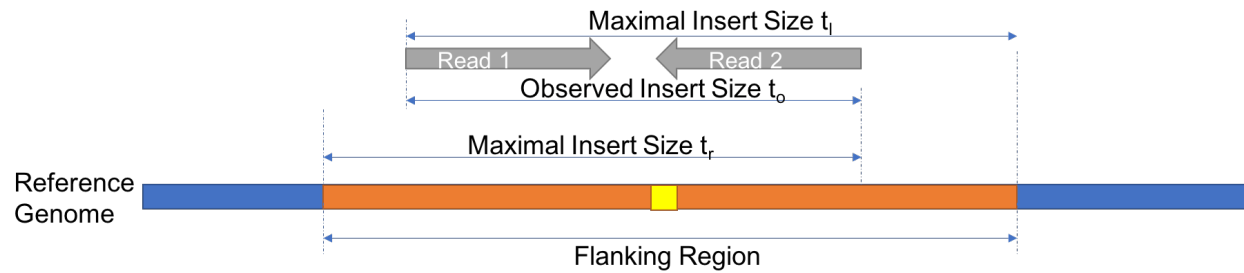 Maximal Insert Size tl
Read 1
Read 2
Observed Insert Size to
Maximal Insert Size tr
Reference
Genome
Flanking Region